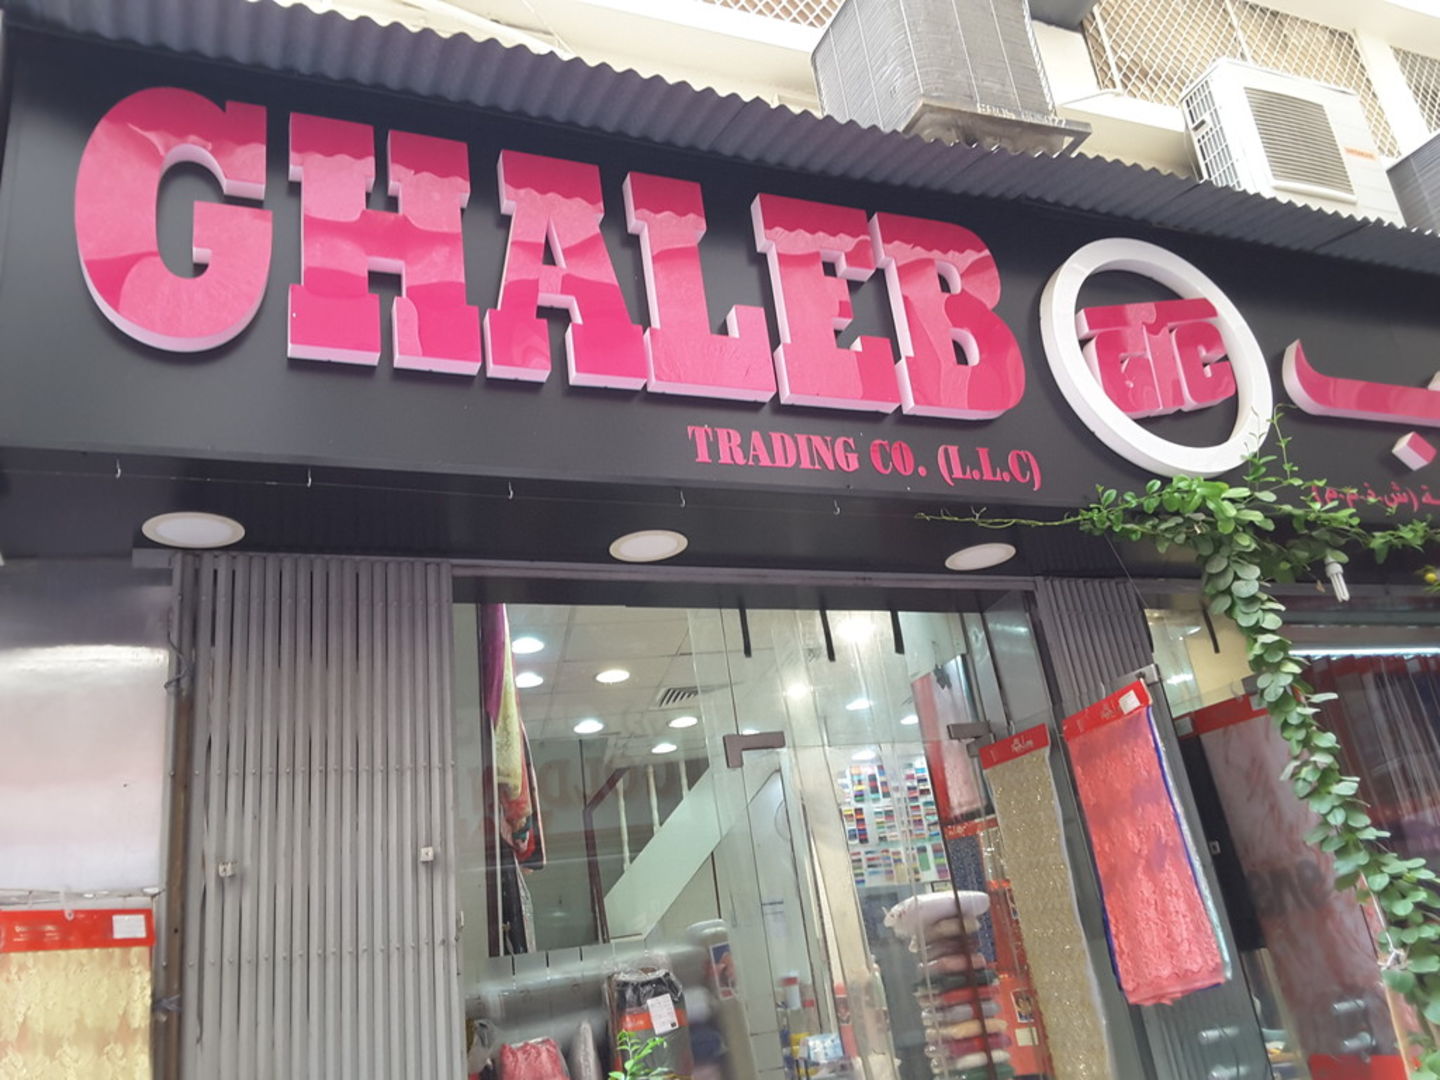 GHALEB
GTC
TRADING CO. (L.L.C)
(ش.ذ.م.م)